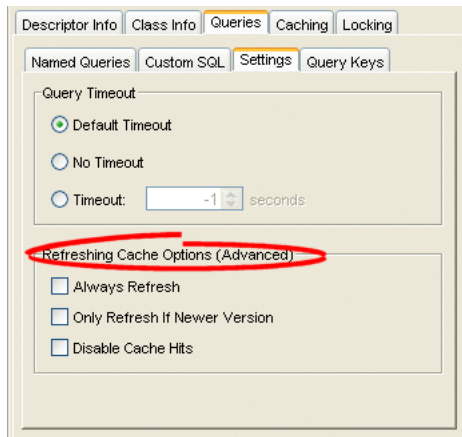 Descriptor Info Class Info Queries Caching Locking
Named Queries Custom SQL Settings Query Keys
Query Timeout
Default Timeout
No Timeout
Timeout: -1 seconds
Refreshing Cache Options (Advanced)
Always Refresh
Only Refresh If Newer Version
Disable Cache Hits